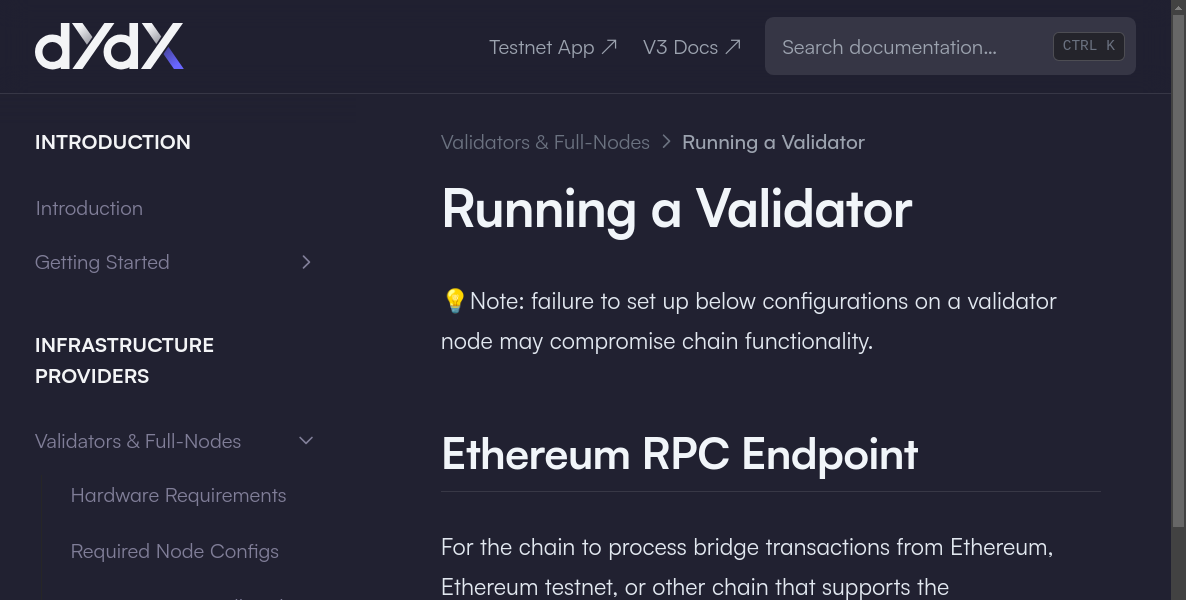 dYdX
Testnet App
V3 Docs
Search documentation...
CTRL K
INTRODUCTION
Introduction
Getting Started
INFRASTRUCTURE
PROVIDERS
Validators & Full-Nodes
Hardware Requirements
Required Node Configs
Validators & Full-Nodes > Running a Validator
Running a Validator
💡Note: failure to set up below configurations on a validator
node may compromise chain functionality.
Ethereum RPC Endpoint
For the chain to process bridge transactions from Ethereum,
Ethereum testnet, or other chain that supports the